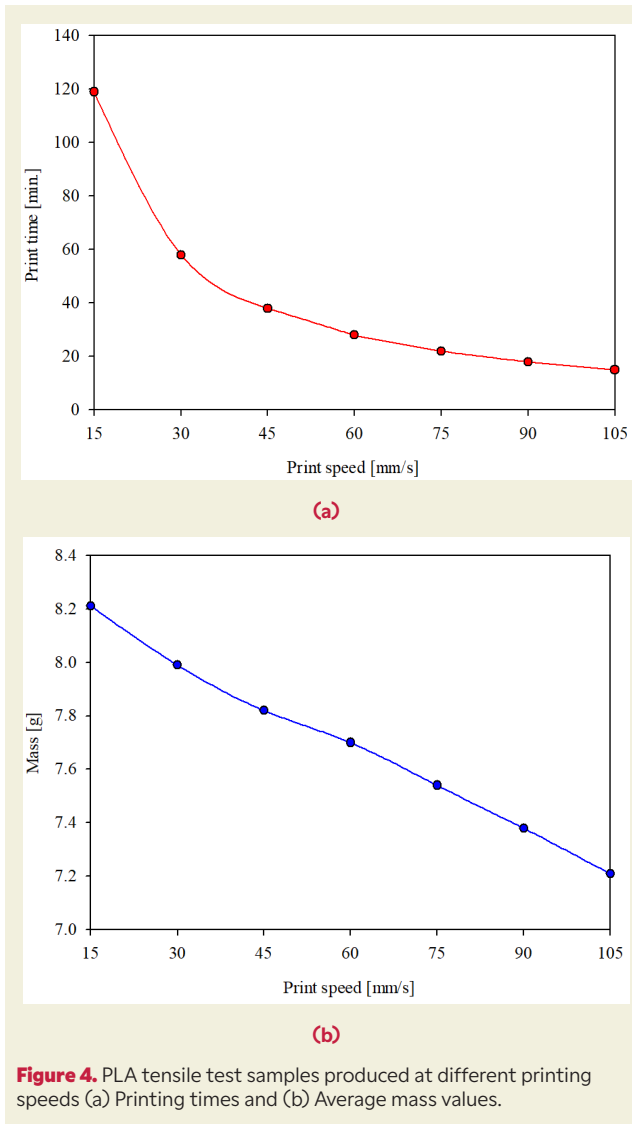 140
120
100
80
60
40
20
0
Print time [min.]
15 30 45 60 75 90 105
Print speed [mm/s]
(a)
8.4
8.2
8.0
7.8
7.6
7.4
7.2
7.0
Mass [g]
15 30 45 60 75 90 105
Print speed [mm/s]
(b)
Figure 4. PLA tensile test samples produced at different printing
speeds (a) Printing times and (b) Average mass values.